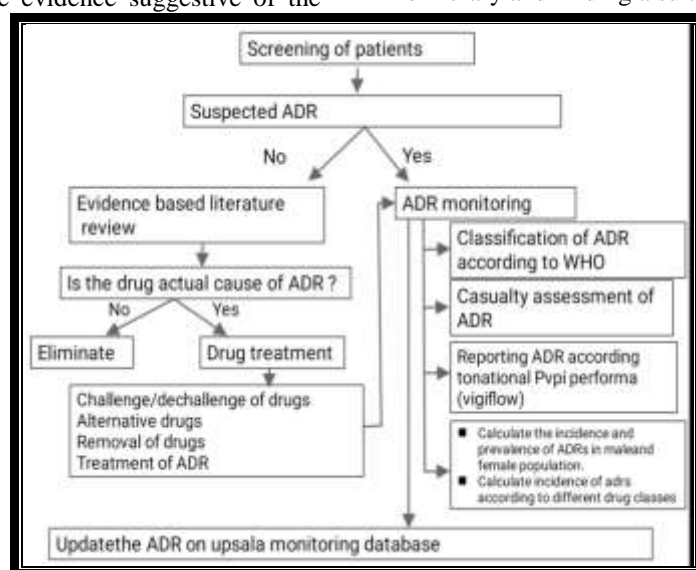 e evidence suggestive of the
Screening of patients
Suspected ADR
No
Yes
Evidence based literature
review
ADR monitoring
Classification of ADR
according to WHO
Is the drug actual cause of ADR ?
No
Yes
Casualty assessment of
ADR
Eliminate
Drug treatment
Reporting ADR according
tonational Pvpi performa
(vigiflow)
Challenge/dechallenge of drugs
Alternative drugs
Removal of drugs
Treatment of ADR
■ Calculate the incidence and
prevalence of ADRs in maleand
female population.
■ Calculate incidence of adrs
according to different drug classes
Updatethe ADR on upsala monitoring database